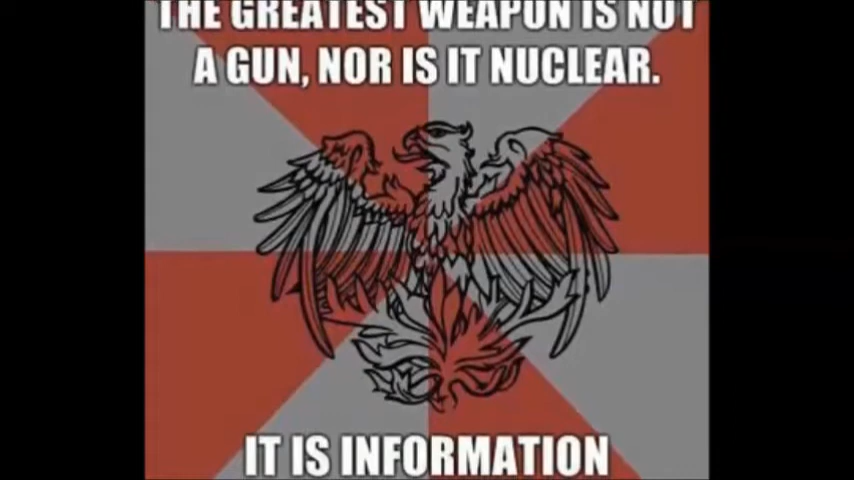 THE GREATEST WEAPON IS NOT
A GUN, NOR IS IT NUCLEAR.
IT IS INFORMATION